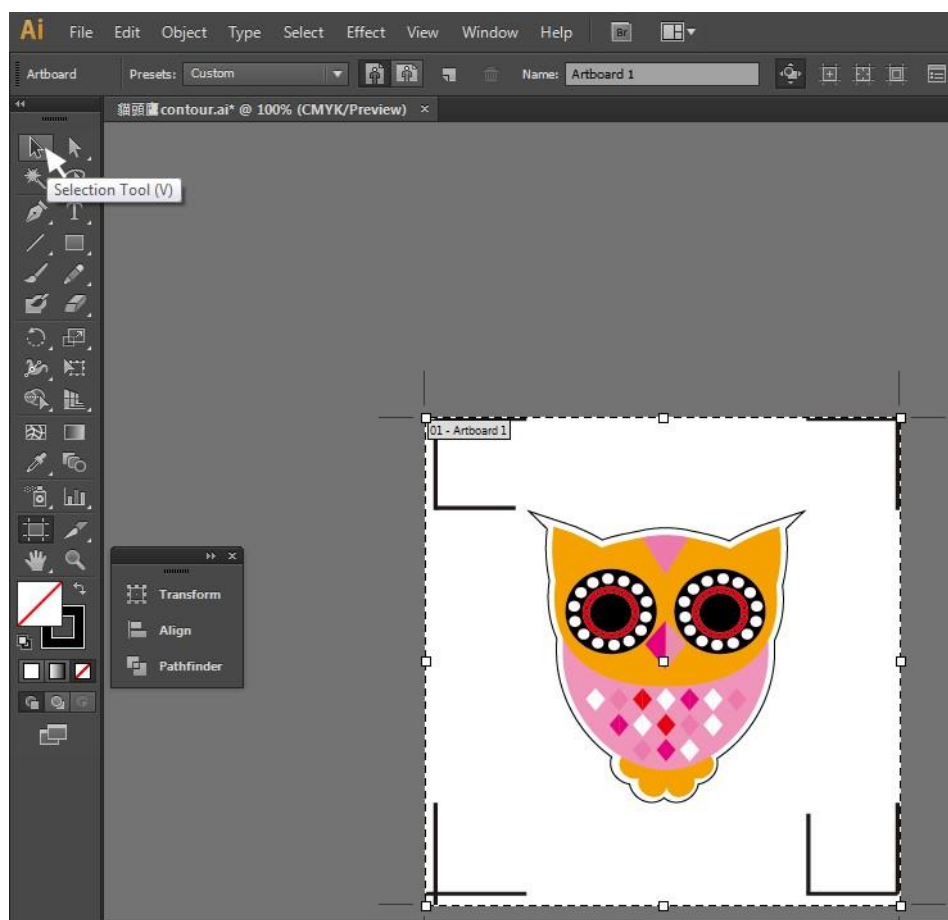 Ai File Edit Object Type Select Effect View Window Help Br
Artboard Presets: Custom Name: Artboard 1
貓頭鷹contour.ai* @ 100% (CMYK/Preview) ×
Selection Tool (V)
T
01 - Artboard 1
Transform
Align
Pathfinder